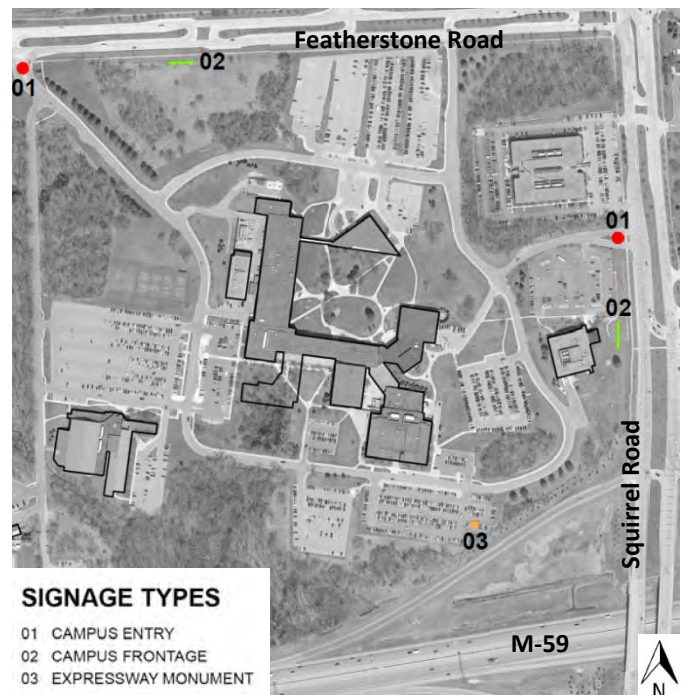 Featherstone Road
02
01
01
02
Squirrel Road
03
SIGNAGE TYPES
01 CAMPUS ENTRY
02 CAMPUS FRONTAGE
03 EXPRESSWAY MONUMENT
M-59
N